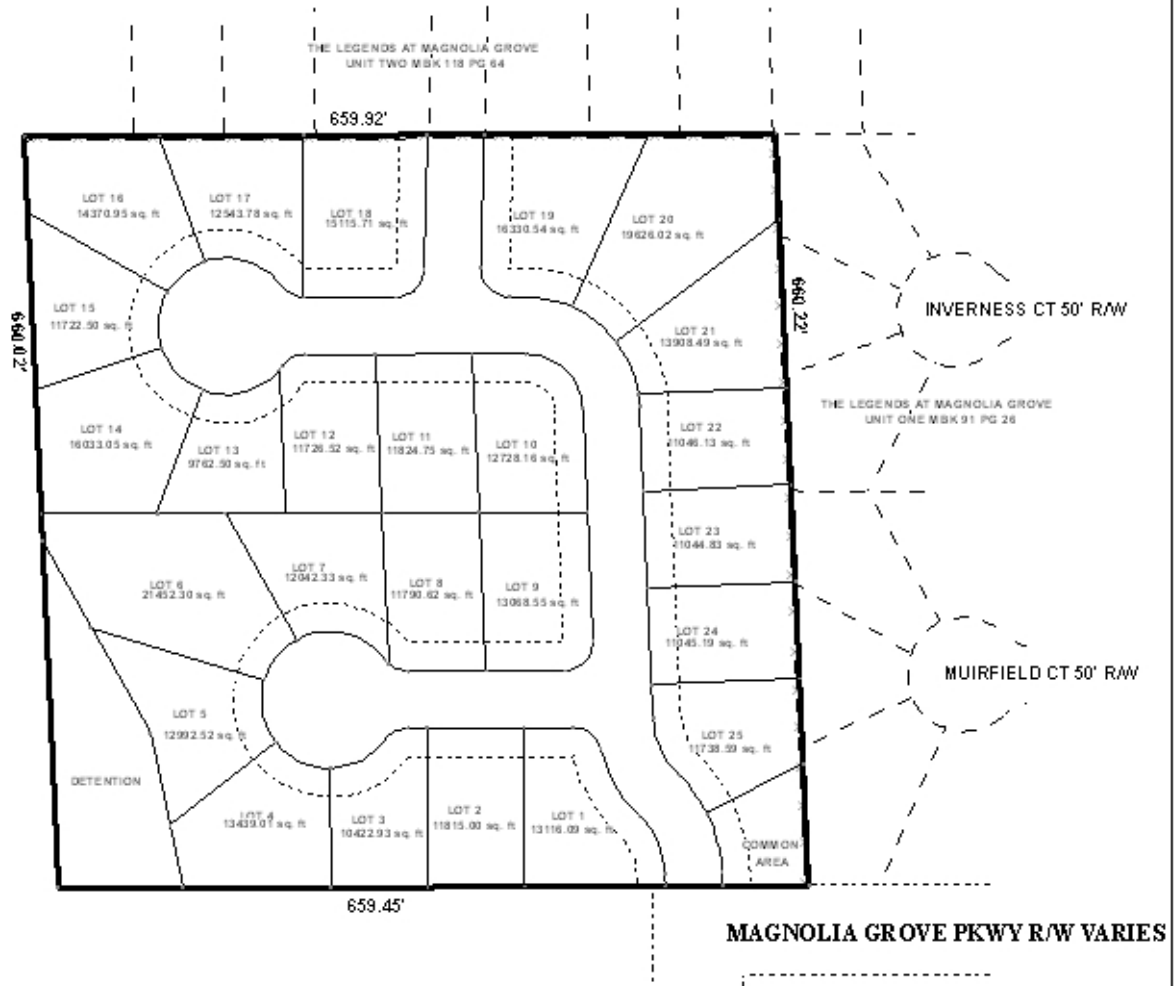 THE LEGENDS AT MAGNOLIA GROVE
UNIT TWO MBK 118 PG 64
659.92'
LOT 16
14370.95 sq. ft
LOT 17
12543.78 sq. ft
LOT 18
15115.71 sq. ft
LOT 19
16330.54 sq. ft
LOT 20
19626.02 sq. ft
LOT 15
11722.50 sq. ft
660.02'
LOT 21
13908.49 sq. ft
660.22'
INVERNESS CT 50' R/W
THE LEGENDS AT MAGNOLIA GROVE
UNIT ONE MBK 91 PG 26
LOT 14
16033.05 sq. ft
LOT 13
9762.50 sq. ft
LOT 12
11726.52 sq. ft
LOT 11
11824.75 sq. ft
LOT 10
12728.16 sq. ft
LOT 22
11046.13 sq. ft
LOT 23
11044.83 sq. ft
LOT 6
21452.30 sq. ft
LOT 7
12042.33 sq. ft
LOT 8
11790.62 sq. ft
LOT 9
13068.55 sq. ft
LOT 24
11045.19 sq. ft
MUIRFIELD CT 50' R/W
LOT 5
12992.52 sq. ft
LOT 25
11738.59 sq. ft
DETENTION
LOT 4
13439.01 sq. ft
LOT 3
10422.93 sq. ft
LOT 2
11815.00 sq. ft
LOT 1
13116.09 sq. ft
COMMON
AREA
659.45'
MAGNOLIA GROVE PKWY R/W VARIES